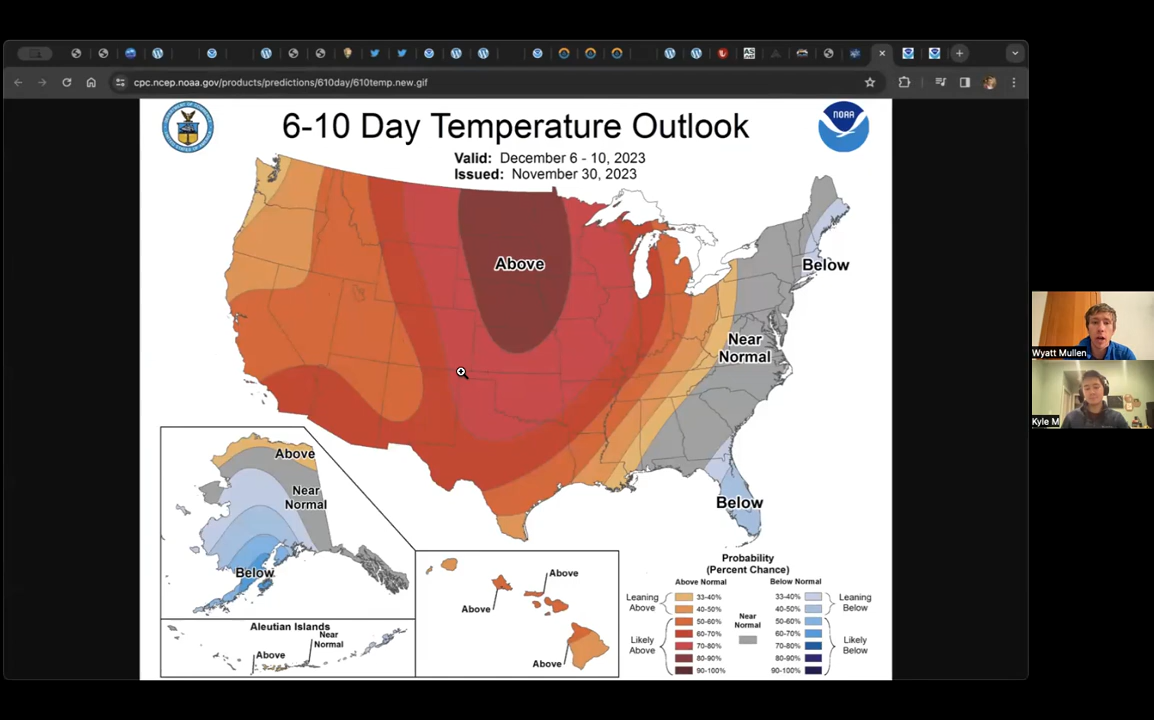 cpc.ncep.noaa.gov/products/predictions/610day/610temp.new.gif
6-10 Day Temperature Outlook
NOAA
Valid: December 6 - 10, 2023
Issued: November 30, 2023
Above
Below
Near
Normal
Below
Above
Near
Normal
Below
Aleutian Islands
Near
Normal
Above
Above
Above
Above
Probability
(Percent Chance)
Above Normal
Below Normal
Leaning
Above
33-40%
40-50%
Likely
Above
50-60%
60-70%
70-80%
80-90%
90-100%
Near
Normal
33-40%
40-50%
Leaning
Below
50-60%
60-70%
70-80%
80-90%
90-100%
Likely
Below
Wyatt Mullen
Kyle M